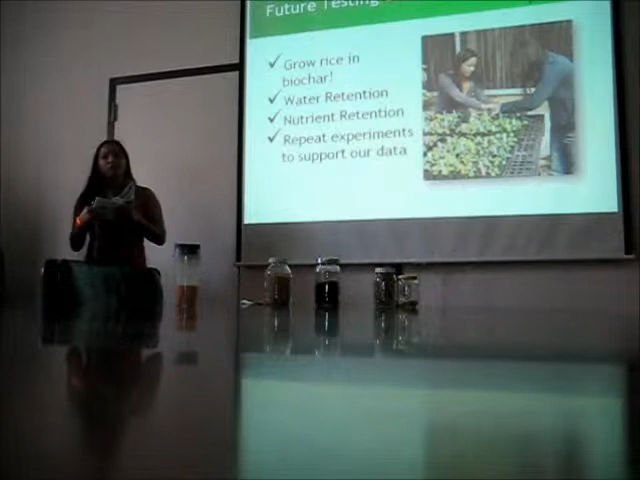 Future Testing
✓ Grow rice in
biochar!
✓ Water Retention
✓ Nutrient Retention
✓ Repeat experiments
to support our data